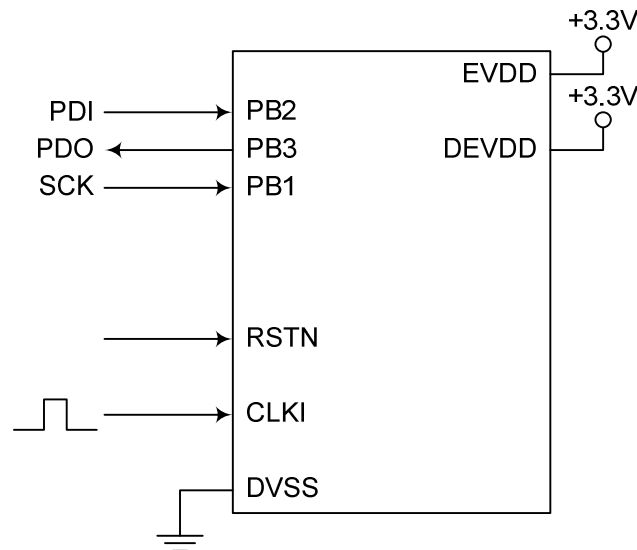 +3.3V
EVDD
+3.3V
PDI PB2
PDO PB3 DEVDD
SCK PB1
RSTN
CLKI
DVSS